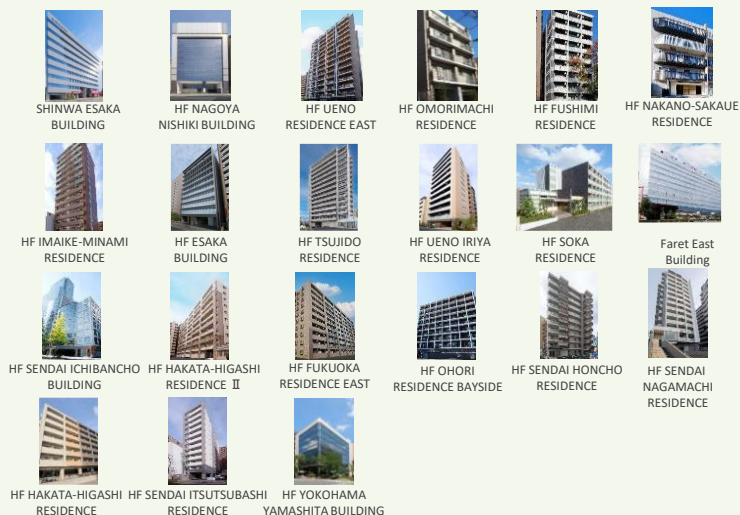 SHINWA ESAKA
BUILDING
HF NAGOYA
NISHIKI BUILDING
HF UENO
RESIDENCE EAST
HF OMORIMACHI
RESIDENCE
HF FUSHIMI
RESIDENCE
HF NAKANO-SAKAUE
RESIDENCE
HF IMAIKE-MINAMI
RESIDENCE
HF ESAKA
BUILDING
HF TSUJIDO
RESIDENCE
HF UENO IRIYA
RESIDENCE
HF SOKA
RESIDENCE
Faret East
Building
HF SENDAI ICHIBANCHO
BUILDING
HF HAKATA-HIGASHI
RESIDENCE Ⅱ
HF FUKUOKA
RESIDENCE EAST
HF OHORI
RESIDENCE BAYSIDE
HF SENDAI HONCHO
RESIDENCE
HF SENDAI
NAGAMACHI
RESIDENCE
HF HAKATA-HIGASHI
RESIDENCE
HF SENDAI ITSUTSUBASHI
RESIDENCE
HF YOKOHAMA
YAMASHITA BUILDING